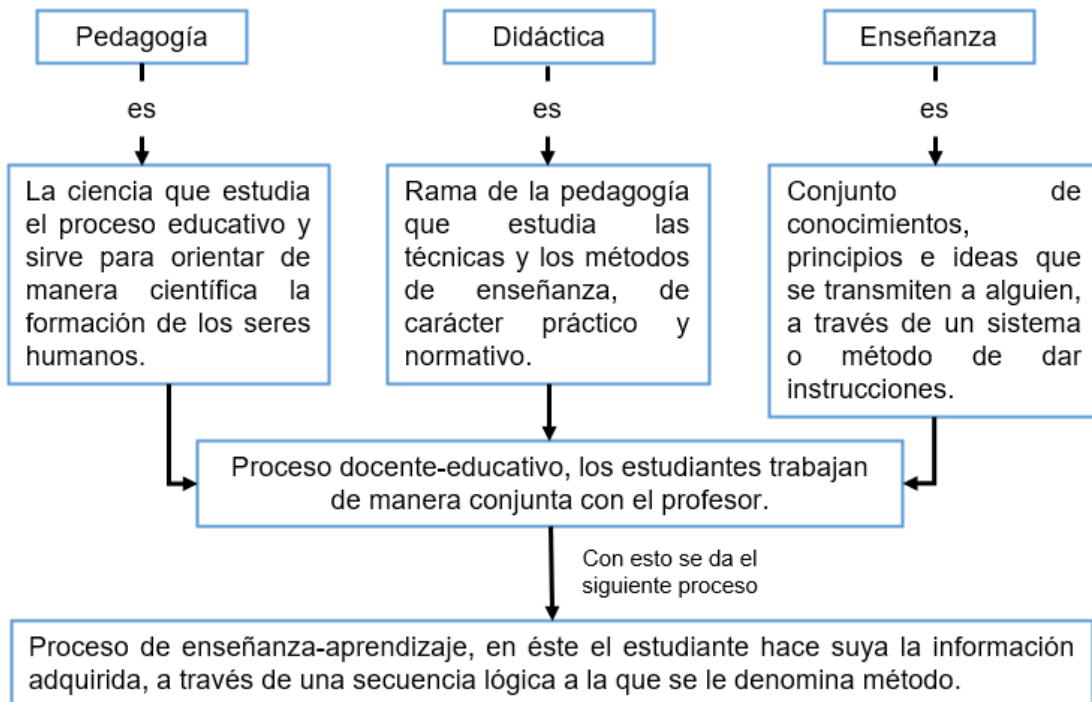 Pedagogía
Didáctica
Enseñanza
es
es
es
La ciencia que estudia
el proceso educativo y
sirve para orientar de
manera científica la
formación de los seres
humanos.
Rama de la pedagogía
que estudia las
técnicas y los métodos
de enseñanza, de
carácter práctico y
normativo.
Conjunto de
conocimientos,
principios e ideas que
se transmiten a alguien,
a través de un sistema
o método de dar
instrucciones.
Proceso docente-educativo, los estudiantes trabajan
de manera conjunta con el profesor.
Con esto se da el
siguiente proceso
Proceso de enseñanza-aprendizaje, en éste el estudiante hace suya la información
adquirida, a través de una secuencia lógica a la que se le denomina método.